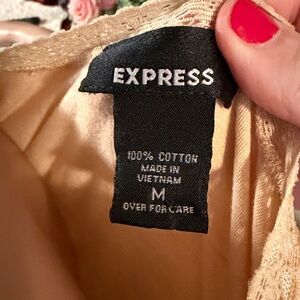 EXPRESS
100% COTTON
MADE IN
VIETNAM
M
OVER FOR CARE